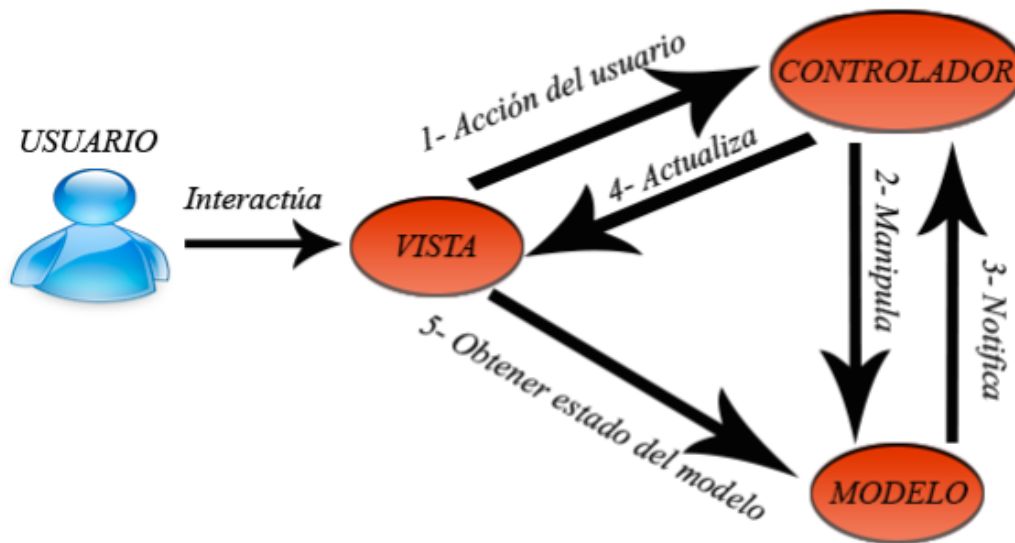 USUARIO
Interactúa
VISTA
1- Acción del usuario
CONTROLADOR
4- Actualiza
2- Manipula
3- Notifica
5- Obtener estado del modelo
MODELO